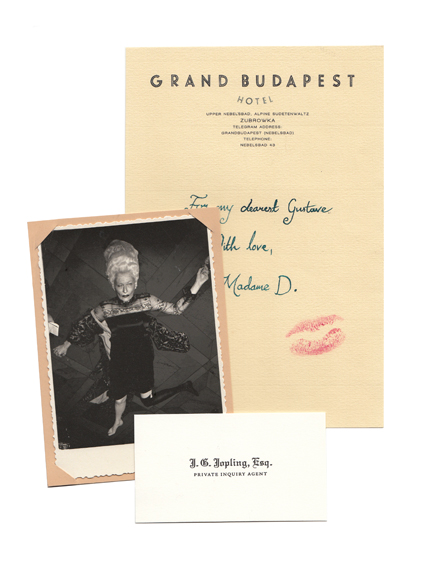 GRAND BUDAPEST
HOTEL
UPPER NEBELSBAD, ALPINE SUDETENWALTZ
ZUBROWKA
TELEGRAM ADDRESS:
GRANDBUDAPEST (NEBELSBAD)
TELEPHONE:
NEBELSBAD 43
For my dearest Gustave
With love,
Madame D.
J. G. Jopling, Esq.
PRIVATE INQUIRY AGENT